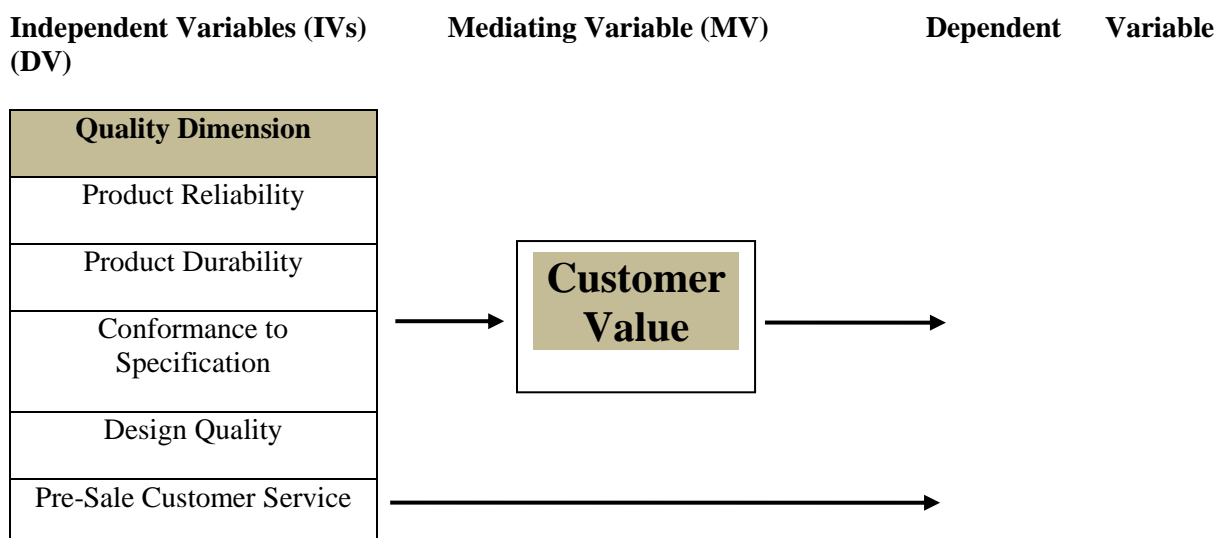 Independent Variables (IVs) Mediating Variable (MV) Dependent Variable
(DV)
Quality Dimension
Product Reliability
Product Durability
Conformance to
Specification
Design Quality
Pre-Sale Customer Service
Customer
Value